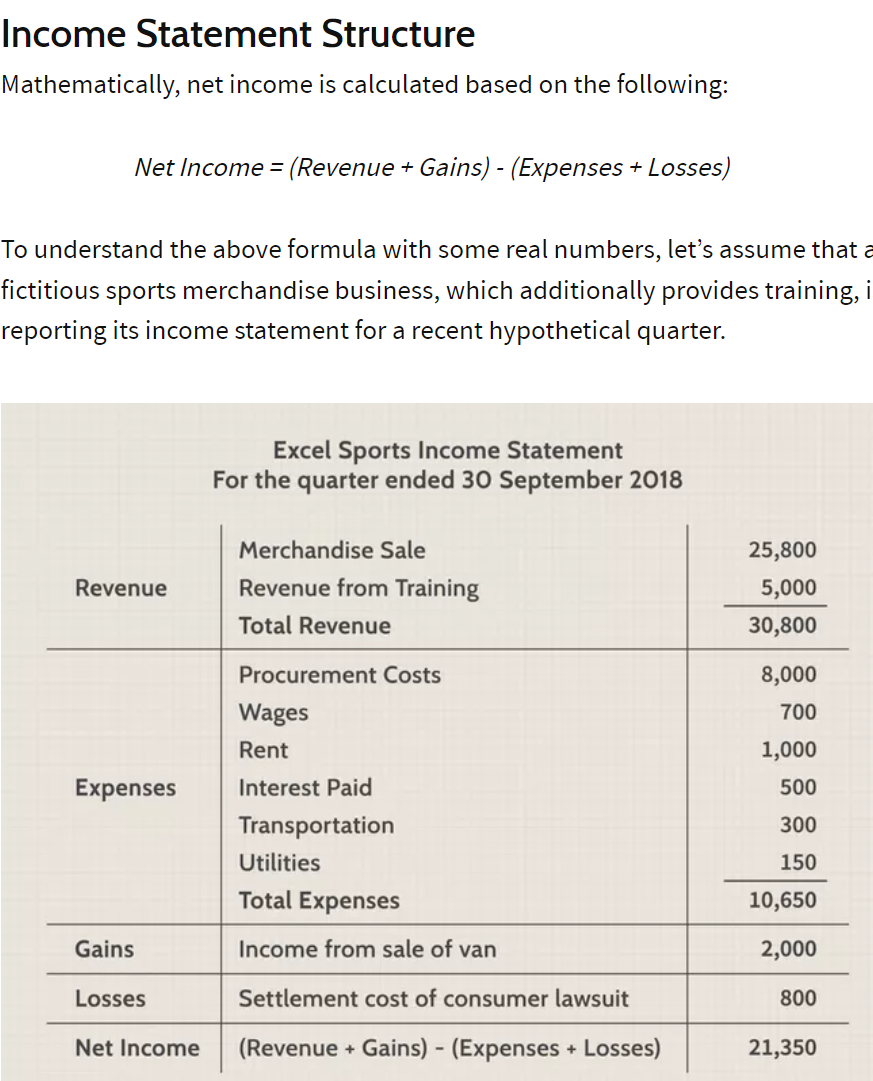 Income Statement Structure
Mathematically, net income is calculated based on the following:
Net Income = (Revenue + Gains) - (Expenses + Losses)
To understand the above formula with some real numbers, let’s assume that a
fictitious sports merchandise business, which additionally provides training, i
reporting its income statement for a recent hypothetical quarter.
Excel Sports Income Statement
For the quarter ended 30 September 2018
Merchandise Sale 25,800
Revenue Revenue from Training 5,000
Total Revenue 30,800
Procurement Costs 8,000
Wages 700
Rent 1,000
Expenses Interest Paid 500
Transportation 300
Utilities 150
Total Expenses 10,650
Gains Income from sale of van 2,000
Losses Settlement cost of consumer lawsuit 800
Net Income (Revenue + Gains) - (Expenses + Losses) 21,350